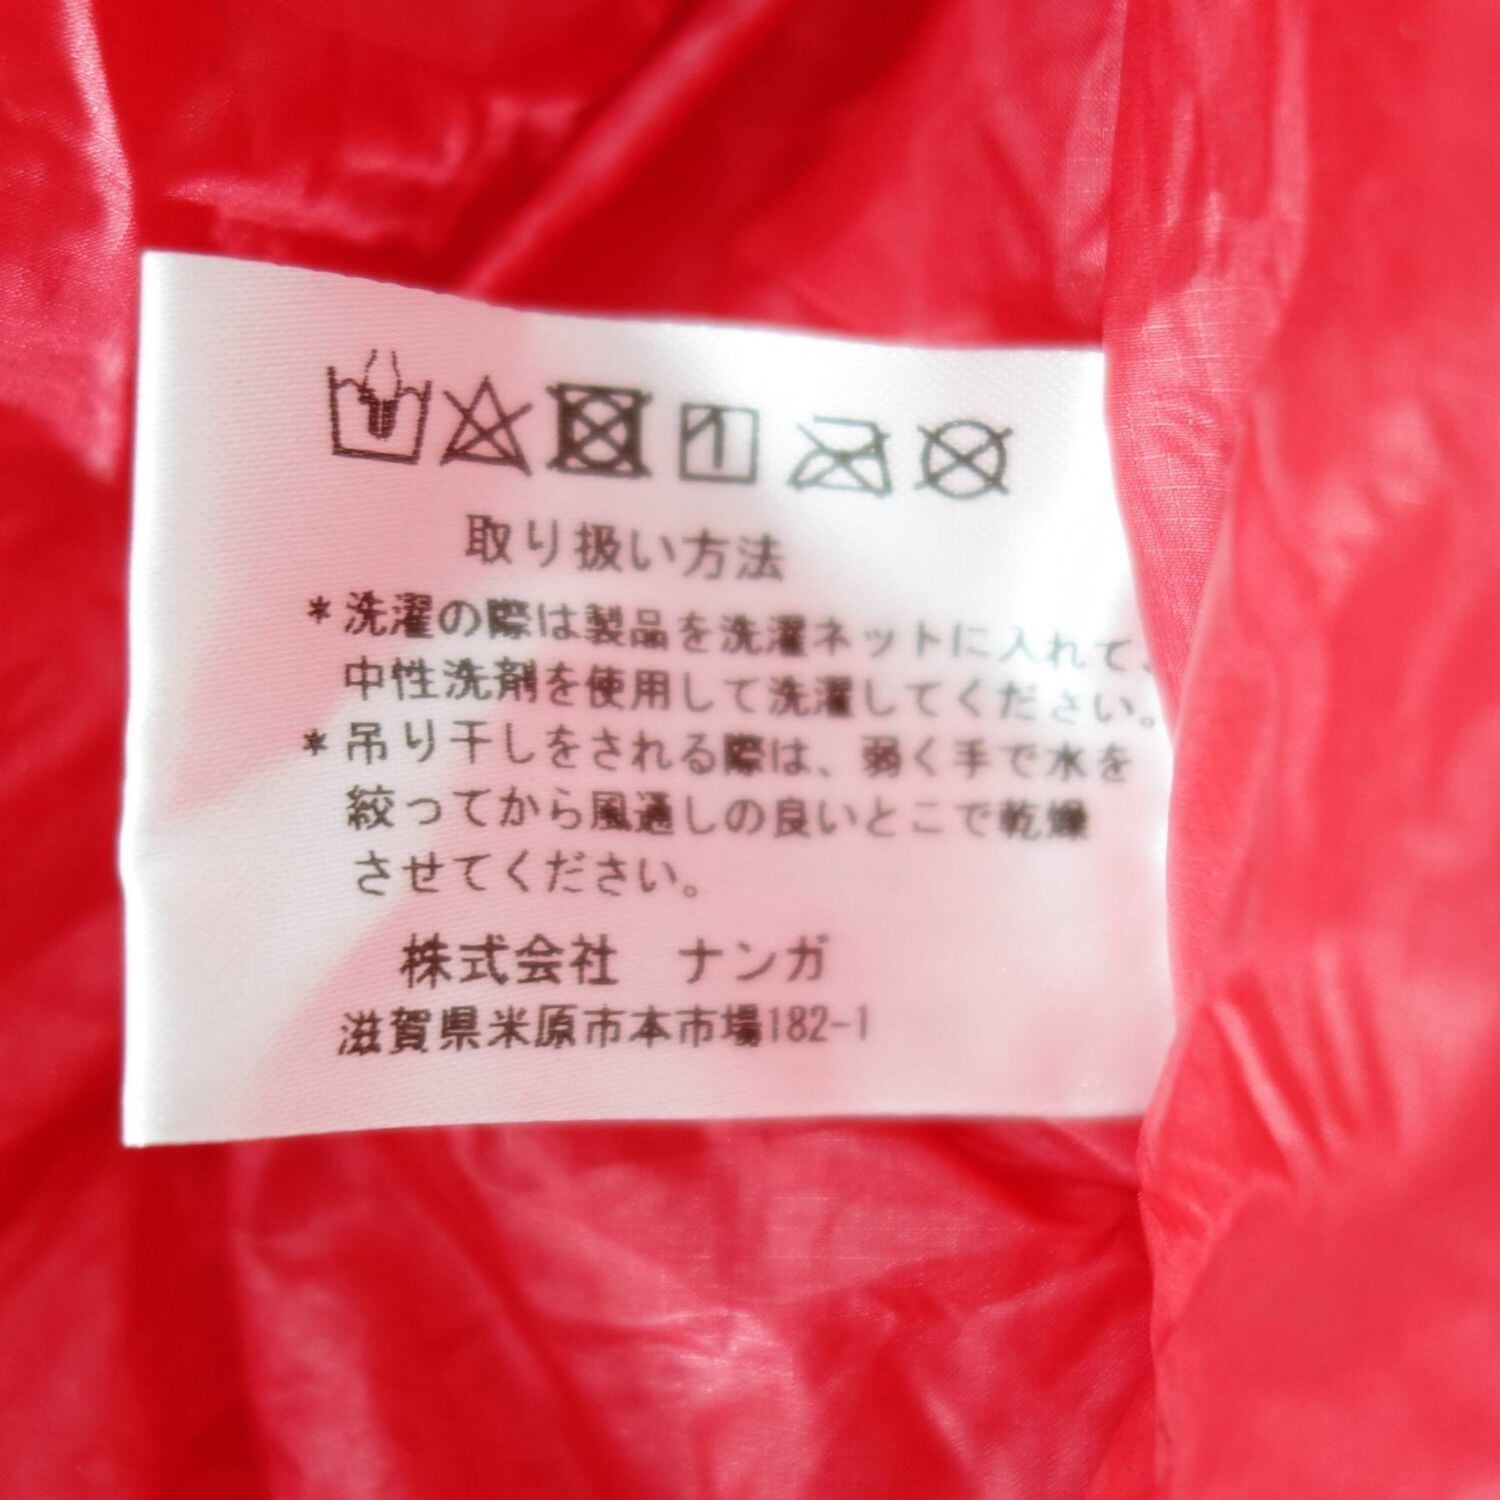 取り扱い方法
*洗濯の際は製品を洗濯ネットに入れて、
中性洗剤を使用して洗濯してください。
*吊り干しをされる際は、弱く手で水を
絞ってから風通しの良いとこで乾燥
させてください。
株式会社 ナンガ
滋賀県米原市本市場182-1